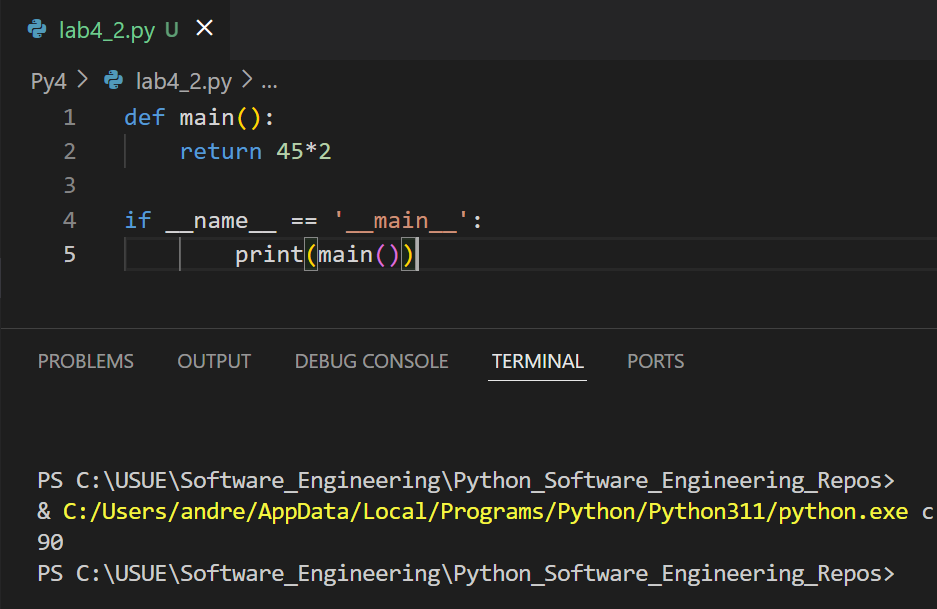 lab4_2.py U ×
Py4 > lab4_2.py > ...
1 def main():
2     return 45*2
3
4 if __name__ == '__main__':
5         print(main())
PROBLEMS OUTPUT DEBUG CONSOLE TERMINAL PORTS
PS C:\USUE\Software_Engineering\Python_Software_Engineering_Repos>
& C:/Users/andre/AppData/Local/Programs/Python/Python311/python.exe c
90
PS C:\USUE\Software_Engineering\Python_Software_Engineering_Repos>